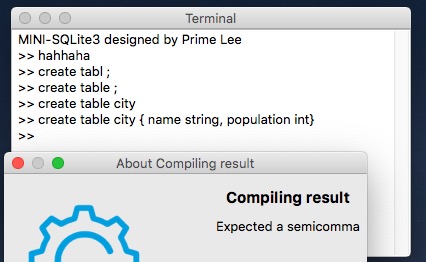 Terminal
MINI-SQLite3 designed by Prime Lee
>> hahhaha
>> create tabl ;
>> create table ;
>> create table city
>> create table city { name string, population int}
>>
About Compiling result
Compiling result
Expected a semicomma